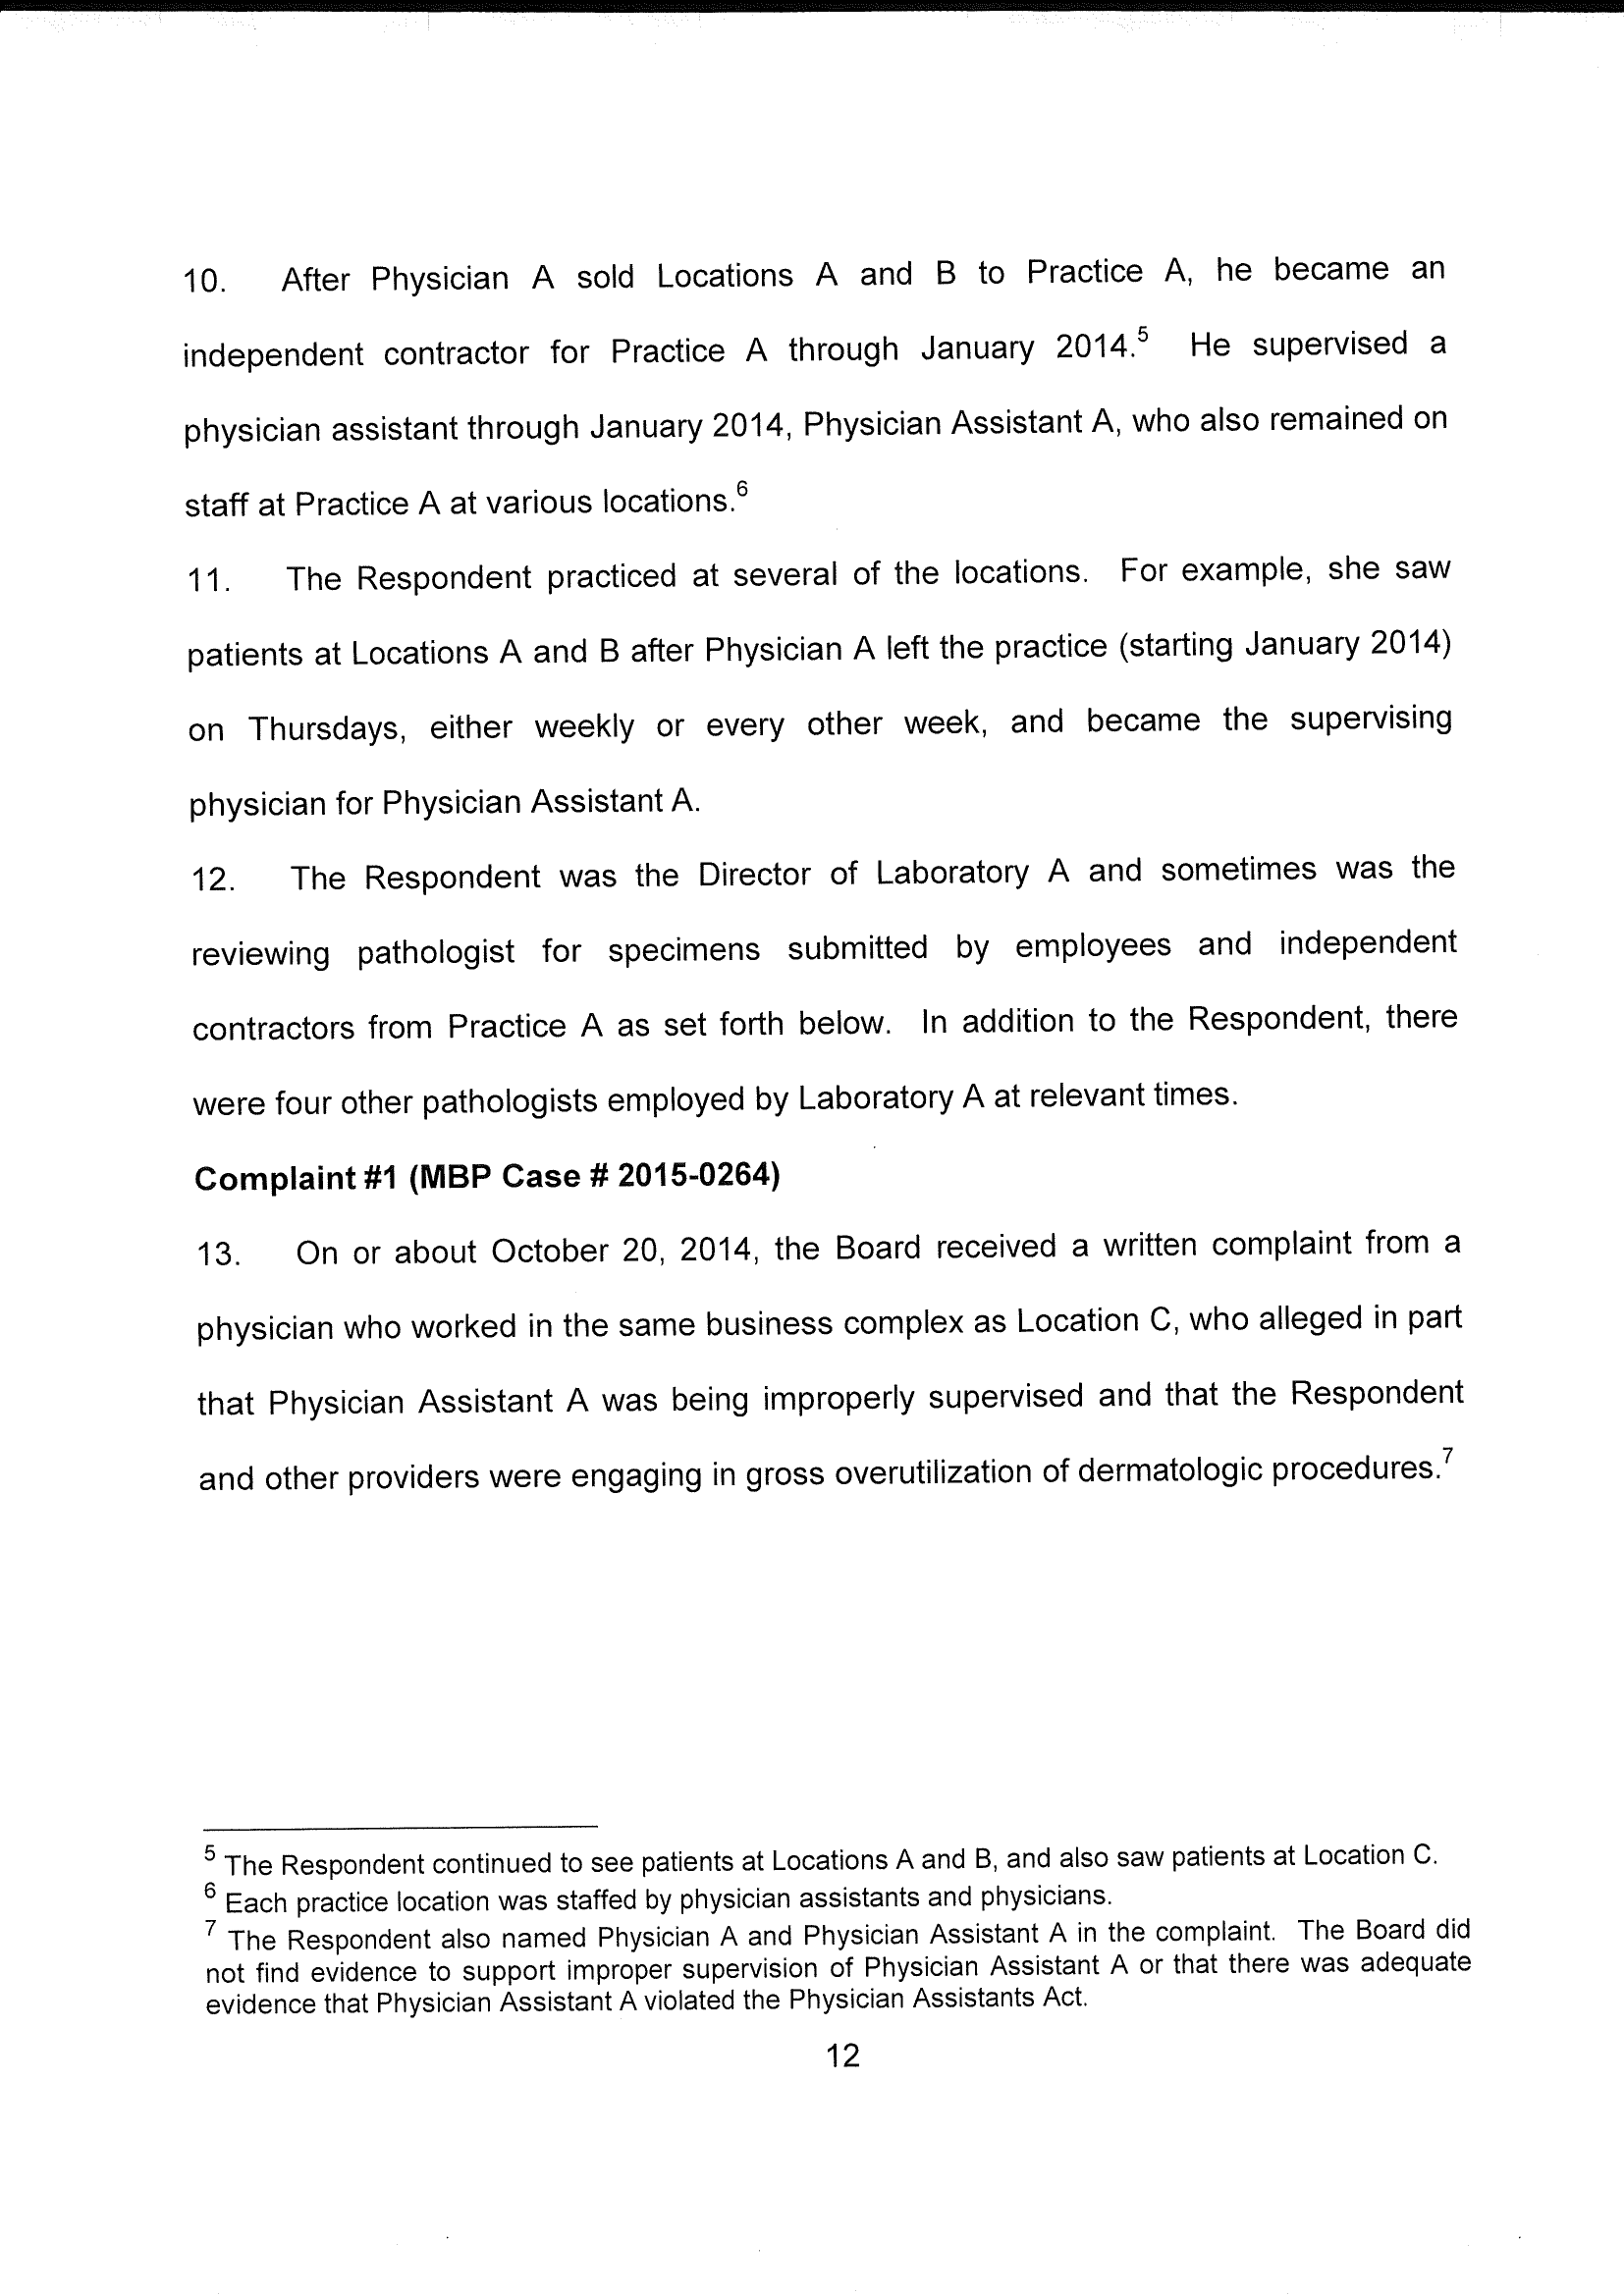 10. After Physician A sold Locations A and B to Practice A, he became an
independent contractor for Practice A through January 2014.5 He supervised a
physician assistant through January 2014, Physician Assistant A, who also remained on
staff at Practice A at various locations.6
11. The Respondent practiced at several of the locations. For example, she saw
patients at Locations A and B after Physician A left the practice (starting January 2014)
on Thursdays, either weekly or every other week, and became the supervising
physician for Physician Assistant A.
12. The Respondent was the Director of Laboratory A and sometimes was the
reviewing pathologist for specimens submitted by employees and independent
contractors from Practice A as set forth below. In addition to the Respondent, there
were four other pathologists employed by Laboratory A at relevant times.
Complaint #1 (MBP Case # 2015-0264)
13. On or about October 20, 2014, the Board received a written complaint from a
physician who worked in the same business complex as Location C, who alleged in part
that Physician Assistant A was being improperly supervised and that the Respondent
and other providers were engaging in gross overutilization of dermatologic procedures.7
5 The Respondent continued to see patients at Locations A and B, and also saw patients at Location C.
6 Each practice location was staffed by physician assistants and physicians.
7 The Respondent also named Physician A and Physician Assistant A in the complaint. The Board did
not find evidence to support improper supervision of Physician Assistant A or that there was adequate
evidence that Physician Assistant A violated the Physician Assistants Act.
12